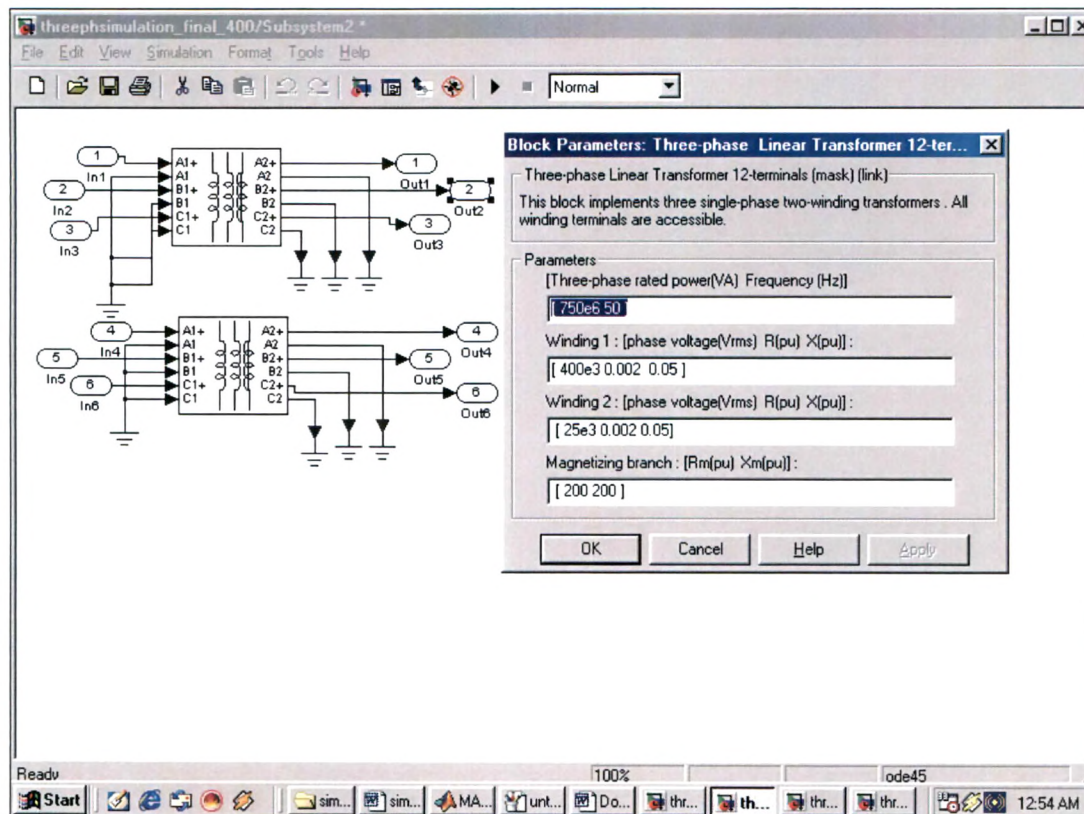 threephsimulation_final_400/Subsystem2 *
File Edit View Simulation Format Tools Help
Normal
1
In1
2
In2
3
In3
A1+
A1
B1+
B1
C1+
C1
A2+
A2
B2+
B2
C2+
C2
1
Out1
2
Out2
3
Out3
4
In4
5
In5
6
In6
A1+
A1
B1+
B1
C1+
C1
A2+
A2
B2+
B2
C2+
C2
4
Out4
5
Out5
6
Out6
Block Parameters: Three-phase Linear Transformer 12-ter...
Three-phase Linear Transformer 12-terminals (mask) (link)
This block implements three single-phase two-winding transformers . All
winding terminals are accessible.
Parameters
[Three-phase rated power(VA) Frequency (Hz)]
[ 750e6 50 ]
Winding 1 : [phase voltage(Vrms) R(pu) X(pu)] :
[ 400e3 0.002 0.05 ]
Winding 2 : [phase voltage(Vrms) R(pu) X(pu)] :
[ 25e3 0.002 0.05]
Magnetizing branch : [Rm(pu) Xm(pu)] :
[ 200 200 ]
OK Cancel Help Apply
Ready 100% ode45
Start sim... sim... MA... unt... Do... thr... th... thr... thr... 12:54 AM